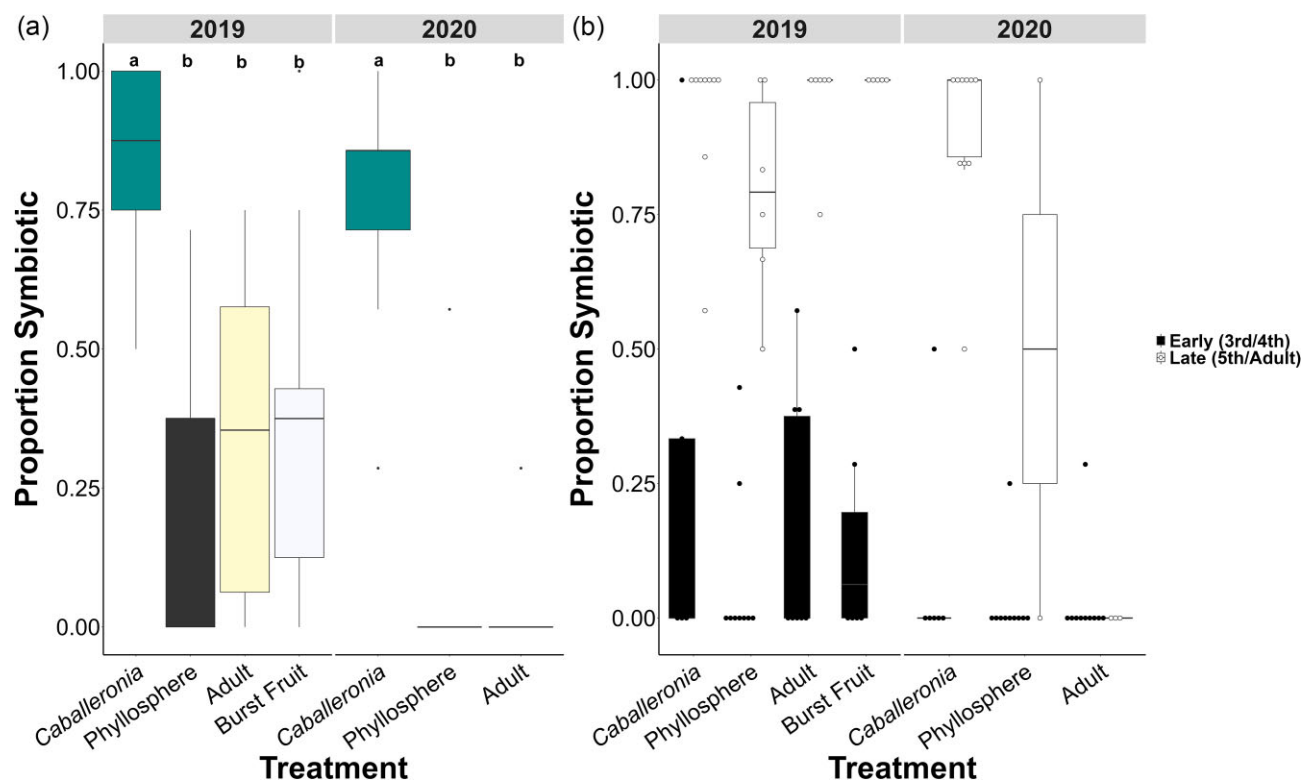 (a)
2019
2020
a b b b a b b
Proportion Symbiotic
1.00
0.75
0.50
0.25
0.00
Caballeronia
Phyllosphere
Adult
Burst Fruit
Caballeronia
Phyllosphere
Adult
Treatment
(b)
2019
2020
Proportion Symbiotic
1.00
0.75
0.50
0.25
0.00
Caballeronia
Phyllosphere
Adult
Burst Fruit
Caballeronia
Phyllosphere
Adult
Treatment
Early (3rd/4th)
Late (5th/Adult)